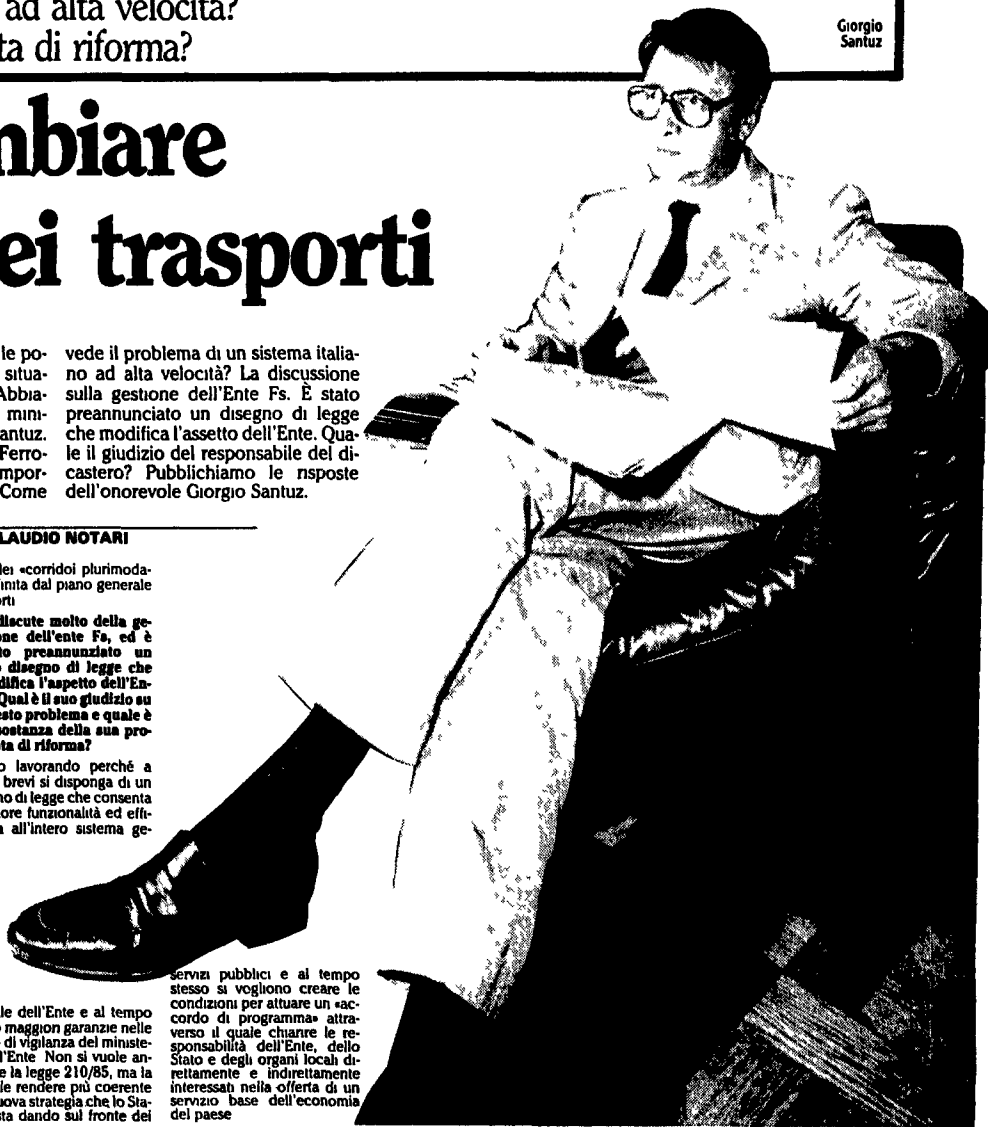 ad alta velocità?
ta di riforma?
Giorgio
Santuz
mbiare
ei trasporti
le po-
situa-
Abbia-
mini-
antuz.
Ferro-
mpor-
Come
vede il problema di un sistema italia-
no ad alta velocità? La discussione
sulla gestione dell'Ente Fs. È stato
preannunciato un disegno di legge
che modifica l'assetto dell'Ente. Qua-
le il giudizio del responsabile del di-
castero? Pubblichiamo le risposte
dell'onorevole Giorgio Santuz.
LAUDIO NOTARI
dei «corridoi plurimoda-
inita dal piano generale
orti
discute molto della ge-
one dell'ente Fs, ed è
to preannunziato un
o disegno di legge che
difica l'aspetto dell'En-
Qual è il suo giudizio su
esto problema e quale è
ostanza della sua pro-
ta di riforma?
o lavorando perché a
brevi si disponga di un
no di legge che consenta
ore funzionalità ed effi-
a all'intero sistema ge-
le dell'Ente e al tempo
o maggiori garanzie nelle
di vigilanza del ministe-
l'Ente Non si vuole an-
e la legge 210/85, ma la
le rendere più coerente
uova strategia che lo Sta-
sta dando sul fronte dei
servizi pubblici e al tempo
stesso si vogliono creare le
condizioni per attuare un «ac-
cordo di programma» attra-
verso il quale chiarire le re-
sponsabilità dell'Ente, dello
Stato e degli organi locali di-
rettamente e indirettamente
interessati nella offerta di un
servizio base dell'economia
del paese